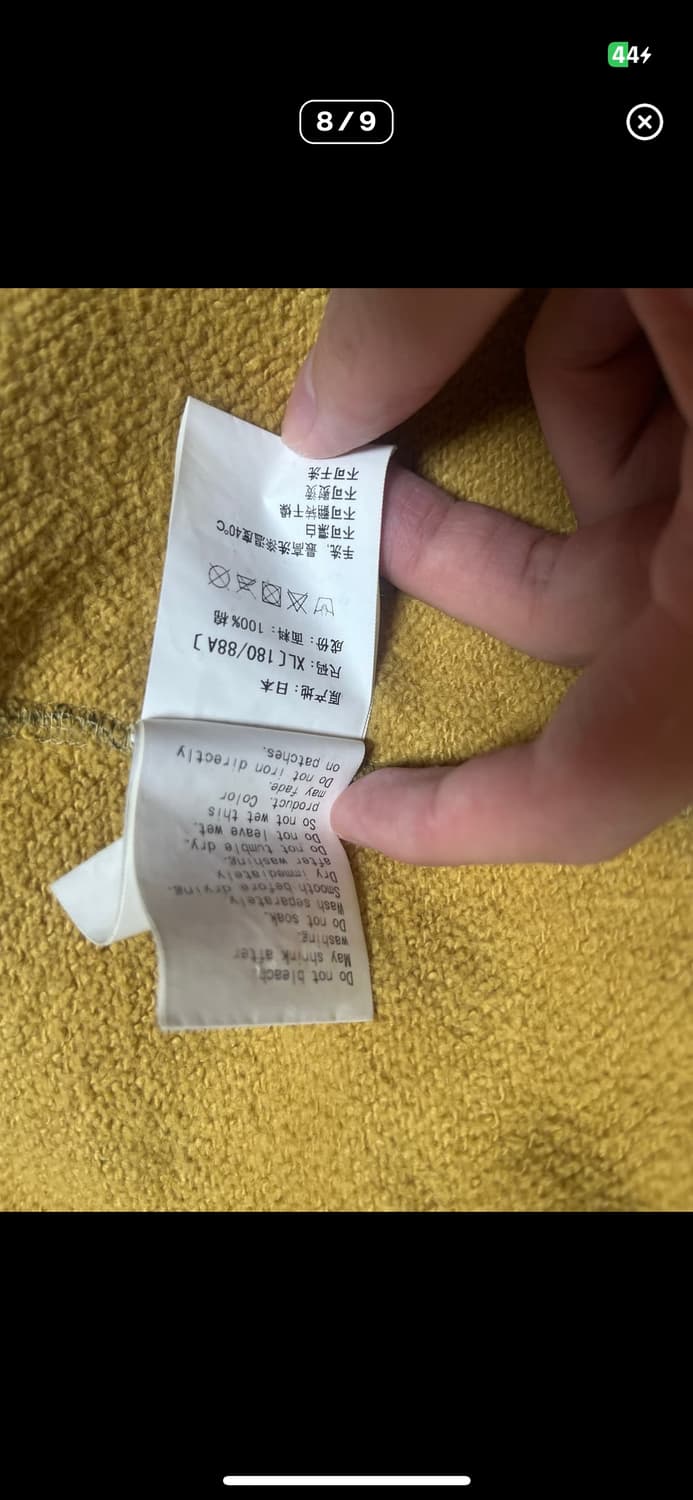 44
8/9
Do not bleach.
May shrink after
washing.
Do not soak.
Wash separately
Smooth before drying.
Dry immediately
after washing.
Do not tumble dry.
Do not leave wet.
So not wet this
product. Color
may fade.
Do not iron directly
on patches.
原产地：日本
尺码：XL〔180/88A〕
成份：面料：100% 棉
手洗，最高洗涤温度40℃
不可漂白
不可翻转干燥
不可熨烫
不可干洗